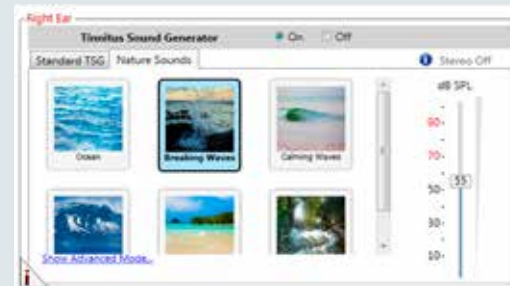 Right Ear
Tinnitus Sound Generator
On Off
Standard TSG Nature Sounds
Stereo Off
dB SPL
Ocean
Breaking Waves
Calming Waves
90-
70-
55
50-
30-
10-
Show Advanced Mode...